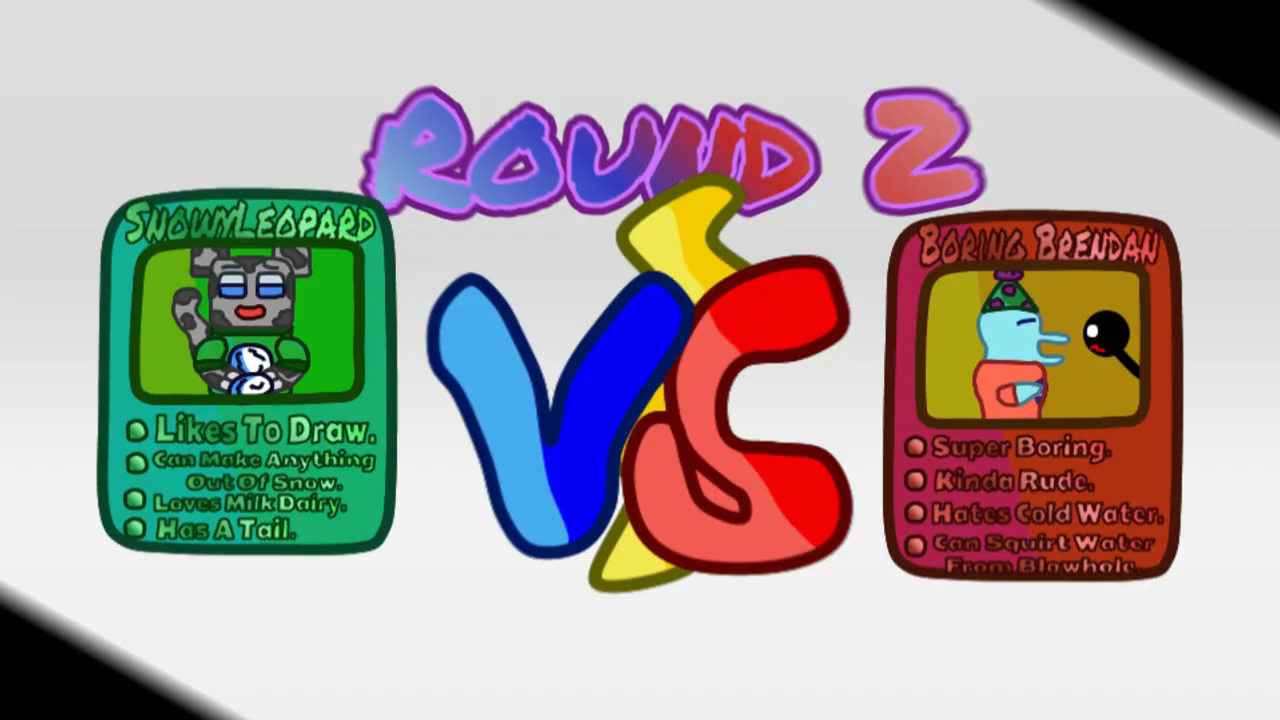 Round 2
SnowyLeopard
Likes To Draw.
Can Make Anything
Out Of Snow.
Loves Milk Dairy.
Has A Tail.
VS
Boring Brendan
Super Boring.
Kinda Rude.
Hates Cold Water.
Can Squirt Water
From Blowhole.